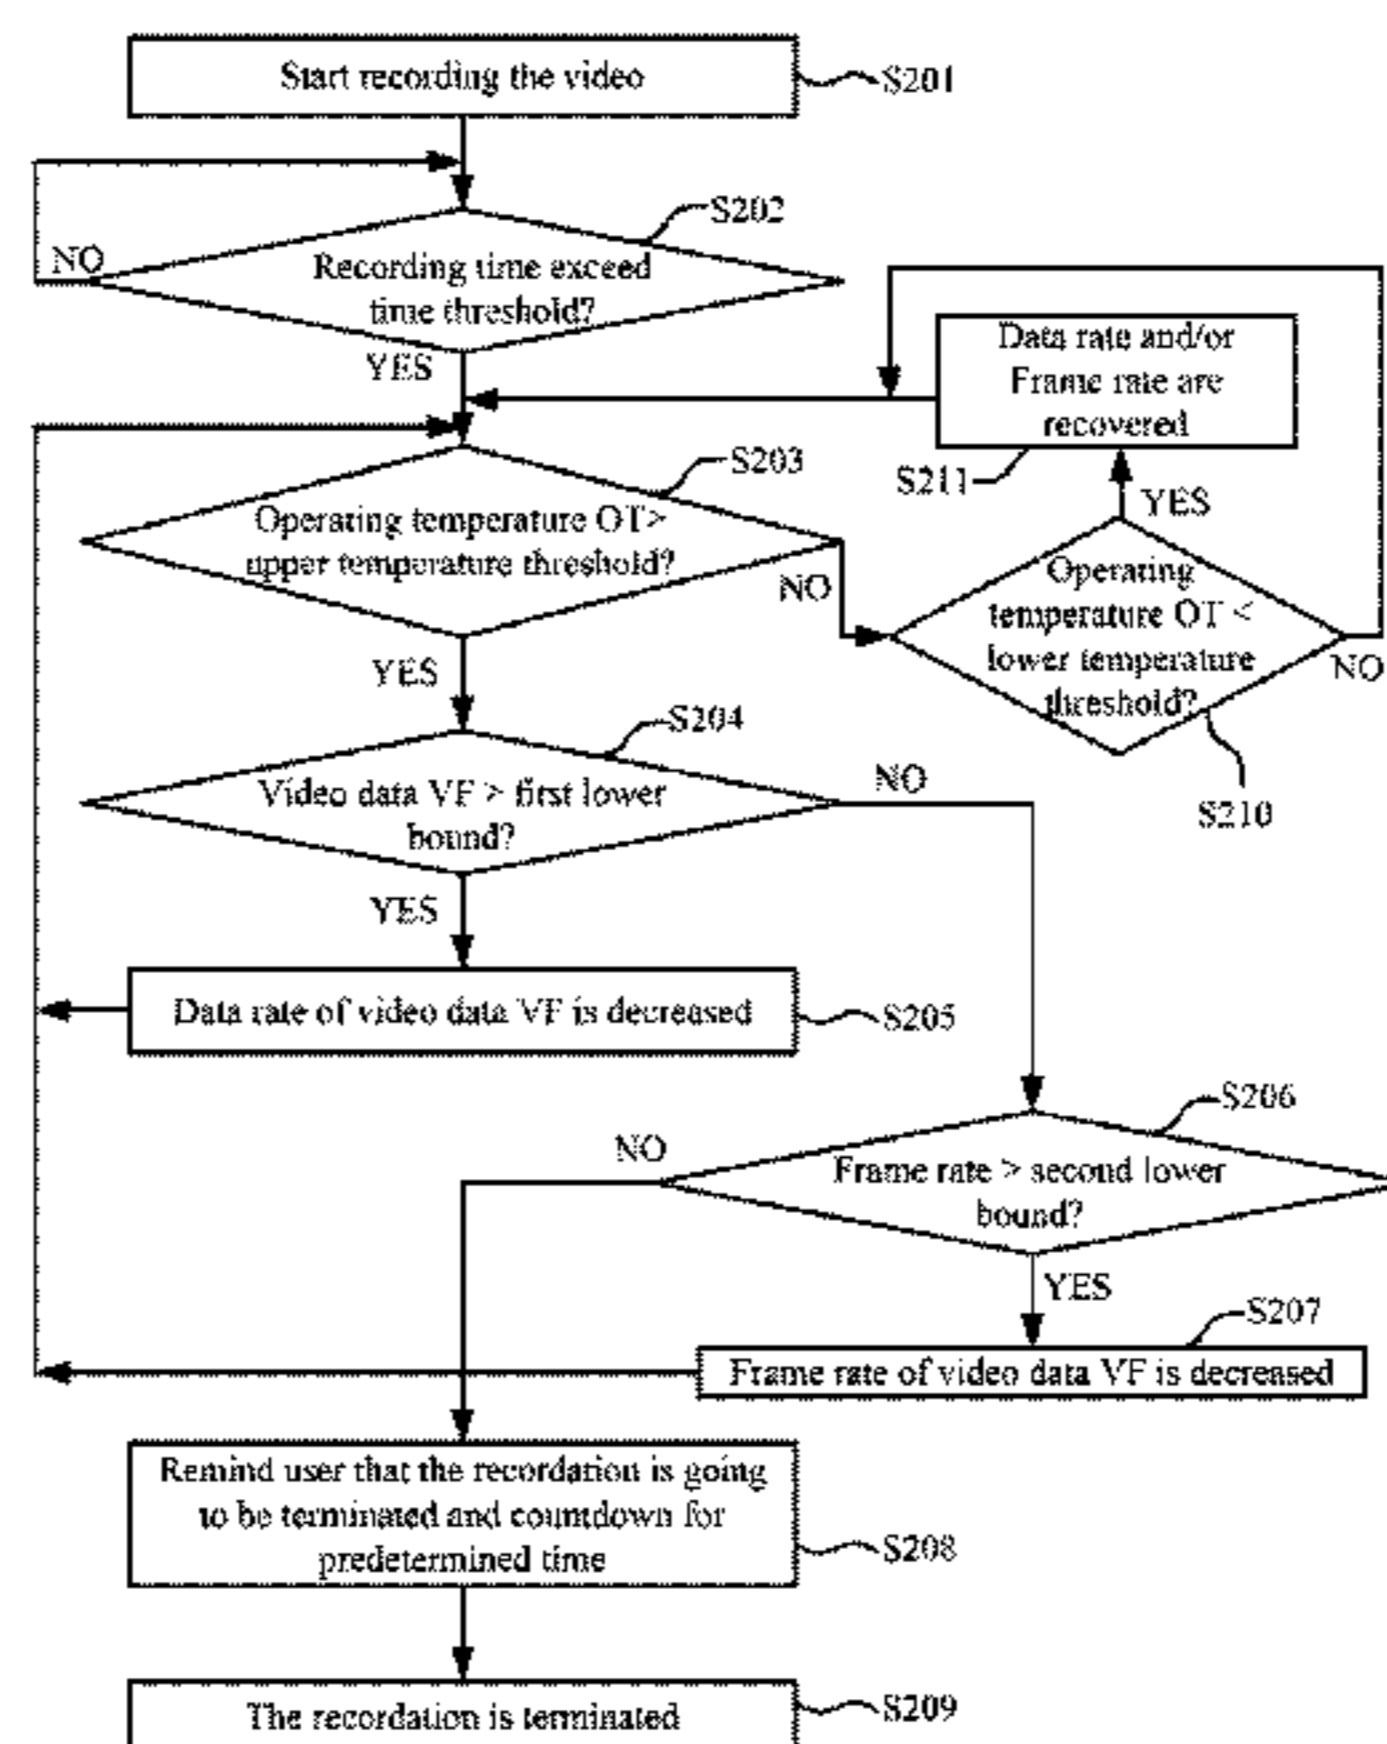 Start recording the video
S201
S202
NO
Recording time exceed
time threshold?
YES
Data rate and/or
Frame rate are
recovered
S211
YES
S203
Operating temperature OT>
upper temperature threshold?
NO
Operating
temperature OT <
lower temperature
threshold?
NO
S210
YES
S204
Video data VF > first lower
bound?
NO
YES
Data rate of video data VF is decreased
S205
S206
NO
Frame rate > second lower
bound?
YES
S207
Frame rate of video data VF is decreased
Remind user that the recordation is going
to be terminated and countdown for
predetermined time
S208
The recordation is terminated
S209